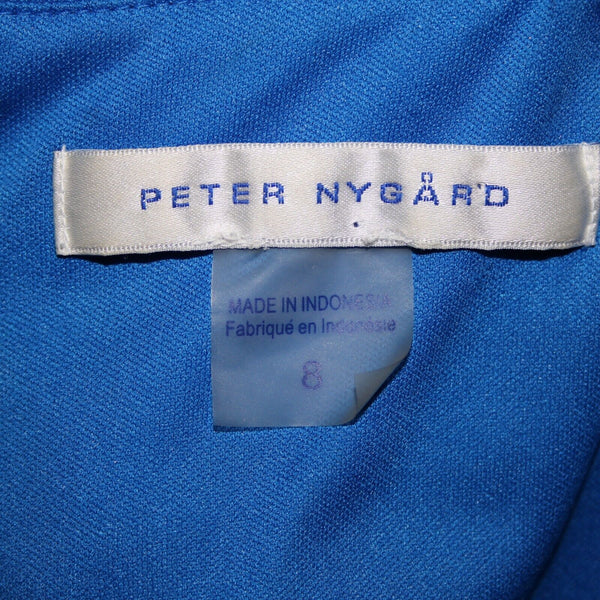 PETER NYGÅRD
MADE IN INDONESIA
Fabriqué en Indonésie
8